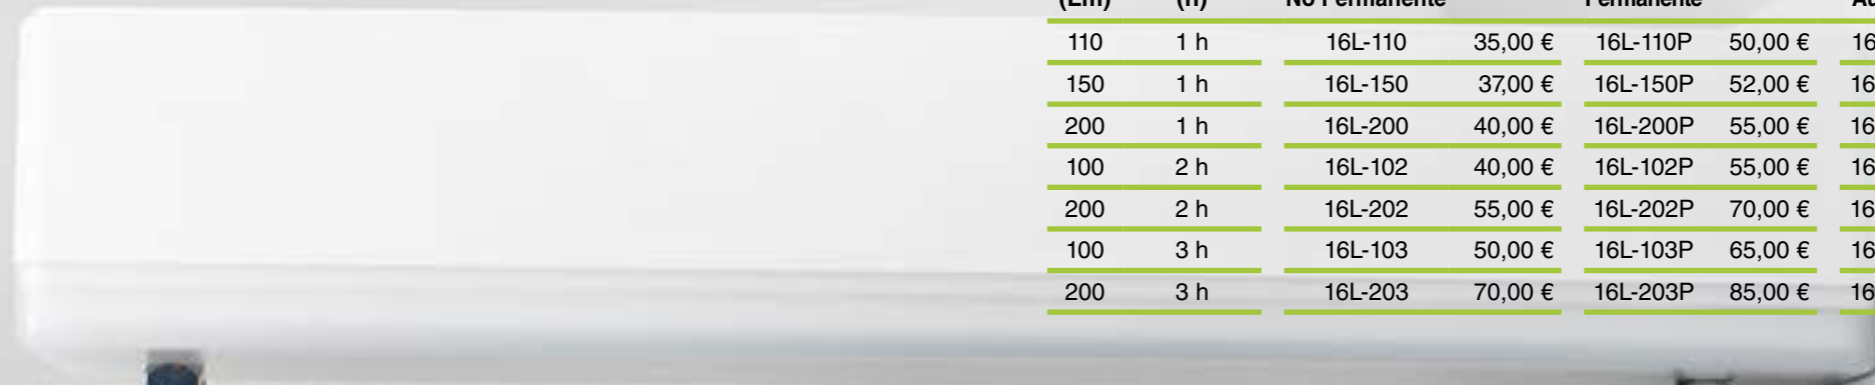 (Lm) (h) No Permanente Permanente
110 1 h 16L-110 35,00 € 16L-110P 50,00 € 16
150 1 h 16L-150 37,00 € 16L-150P 52,00 € 16
200 1 h 16L-200 40,00 € 16L-200P 55,00 € 16
100 2 h 16L-102 40,00 € 16L-102P 55,00 € 16
200 2 h 16L-202 55,00 € 16L-202P 70,00 € 16
100 3 h 16L-103 50,00 € 16L-103P 65,00 € 16
200 3 h 16L-203 70,00 € 16L-203P 85,00 € 16